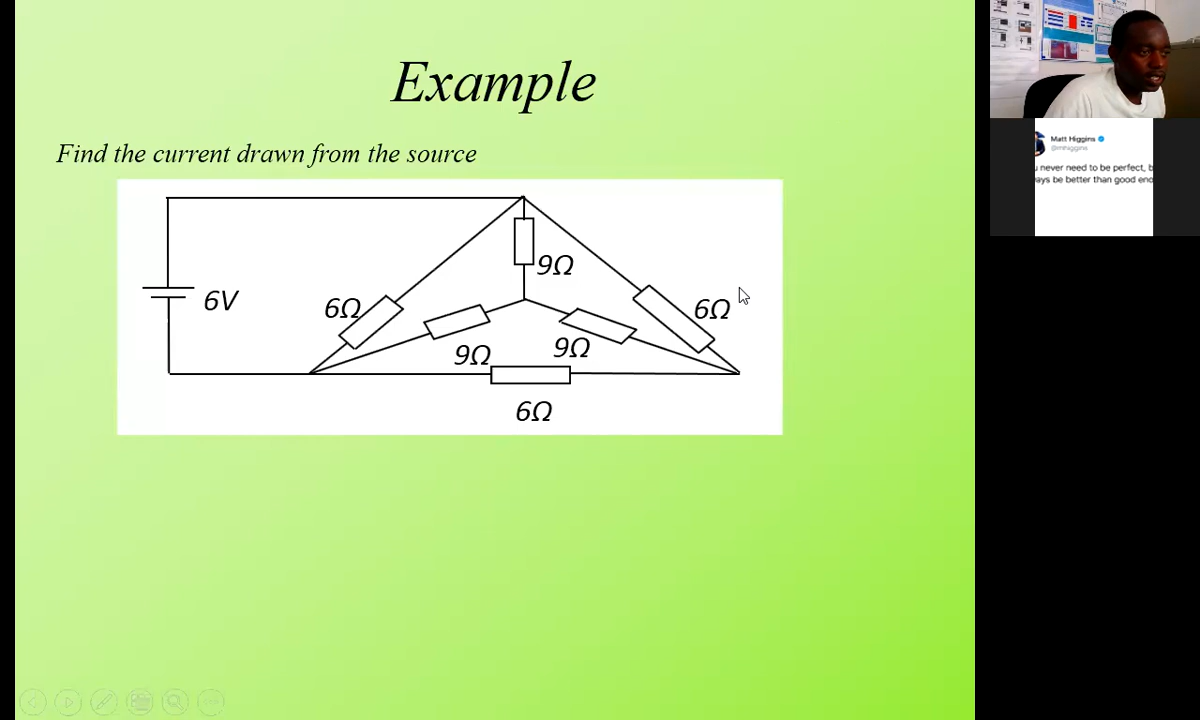 Example
Find the current drawn from the source
9Ω
6V
6Ω
6Ω
9Ω
9Ω
6Ω
Matt Higgins
@mhiggins
never need to be perfect, b
ays be better than good eno